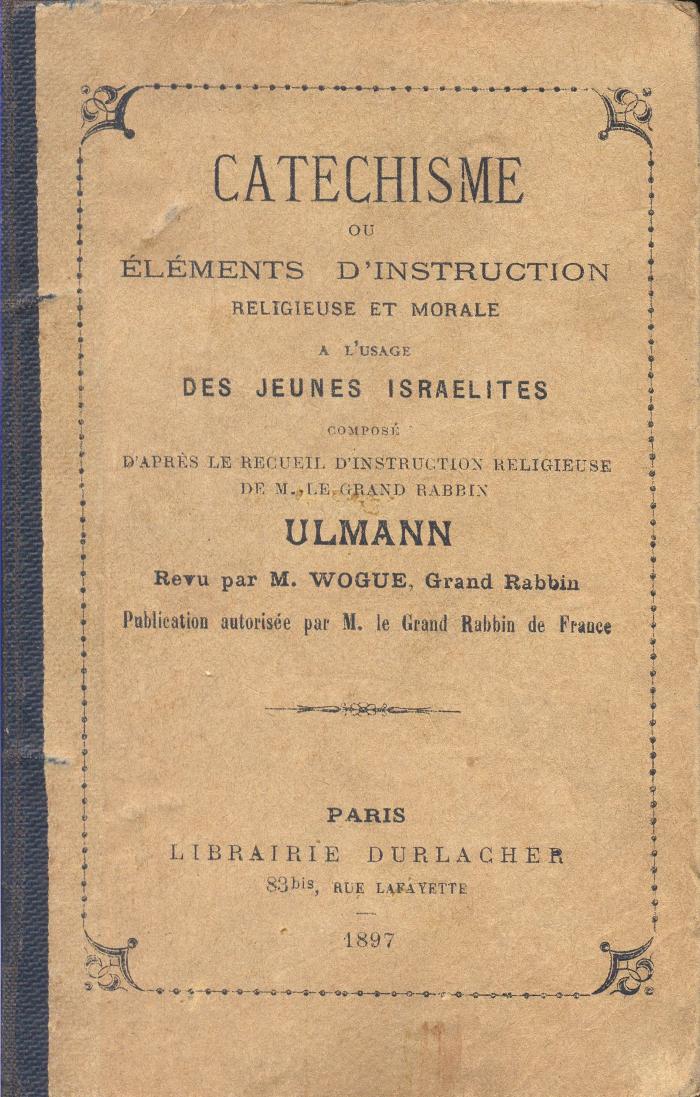 CATECHISME
OU
ÉLÉMENTS D'INSTRUCTION
RELIGIEUSE ET MORALE
A L'USAGE
DES JEUNES ISRAELITES
COMPOSÉ
D'APRÈS LE RECUEIL D'INSTRUCTION RELIGIEUSE
DE M. LE GRAND RABBIN
ULMANN
Revu par M. WOGUE, Grand Rabbin
Publication autorisée par M. le Grand Rabbin de France
PARIS
LIBRAIRIE DURLACHER
83bis, RUE LAFAYETTE
1897